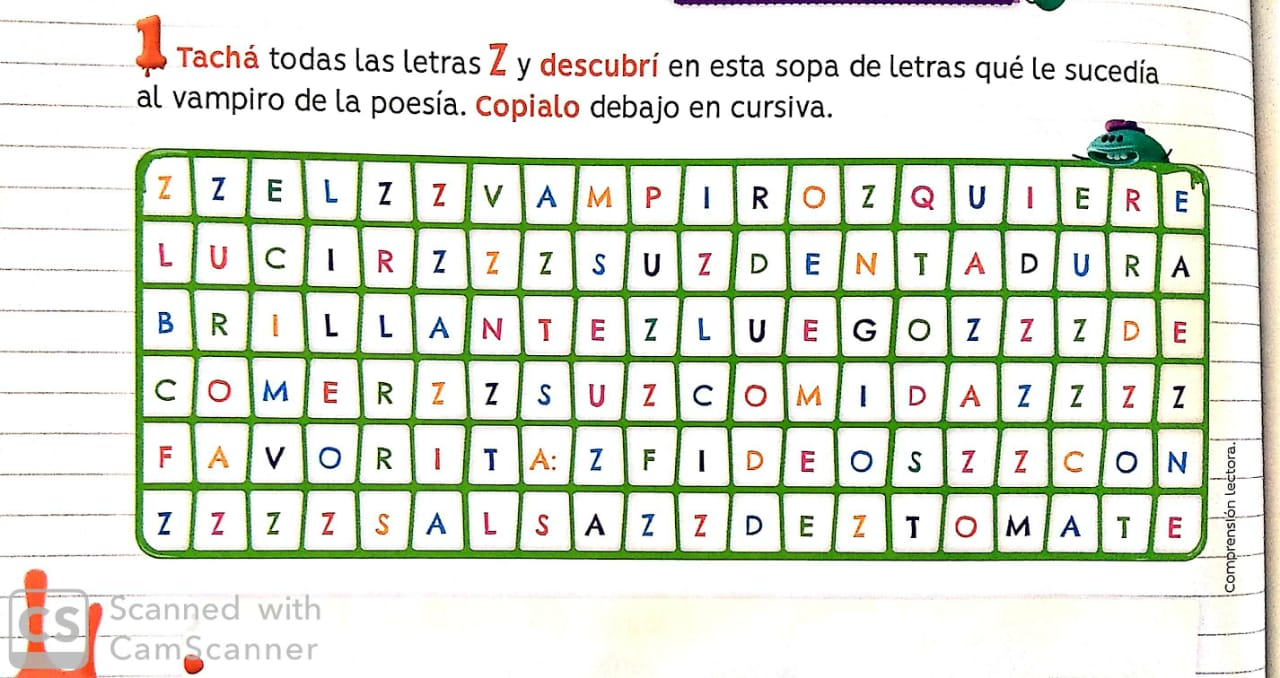 1 Tachá todas las letras Z y descubrí en esta sopa de letras qué le sucedía
al vampiro de la poesía. Copialo debajo en cursiva.
Z Z E L Z Z V A M P I R O Z Q U I E R E
L U C I R Z Z Z S U Z D E N T A D U R A
B R I L L A N T E Z L U E G O Z Z Z D E
C O M E R Z Z S U Z C O M I D A Z Z Z Z
F A V O R I T A: Z F I D E O S Z Z C O N
Z Z Z Z S A L S A Z Z D E Z T O M A T E
Comprensión lectora.
CS Scanned with
CamScanner